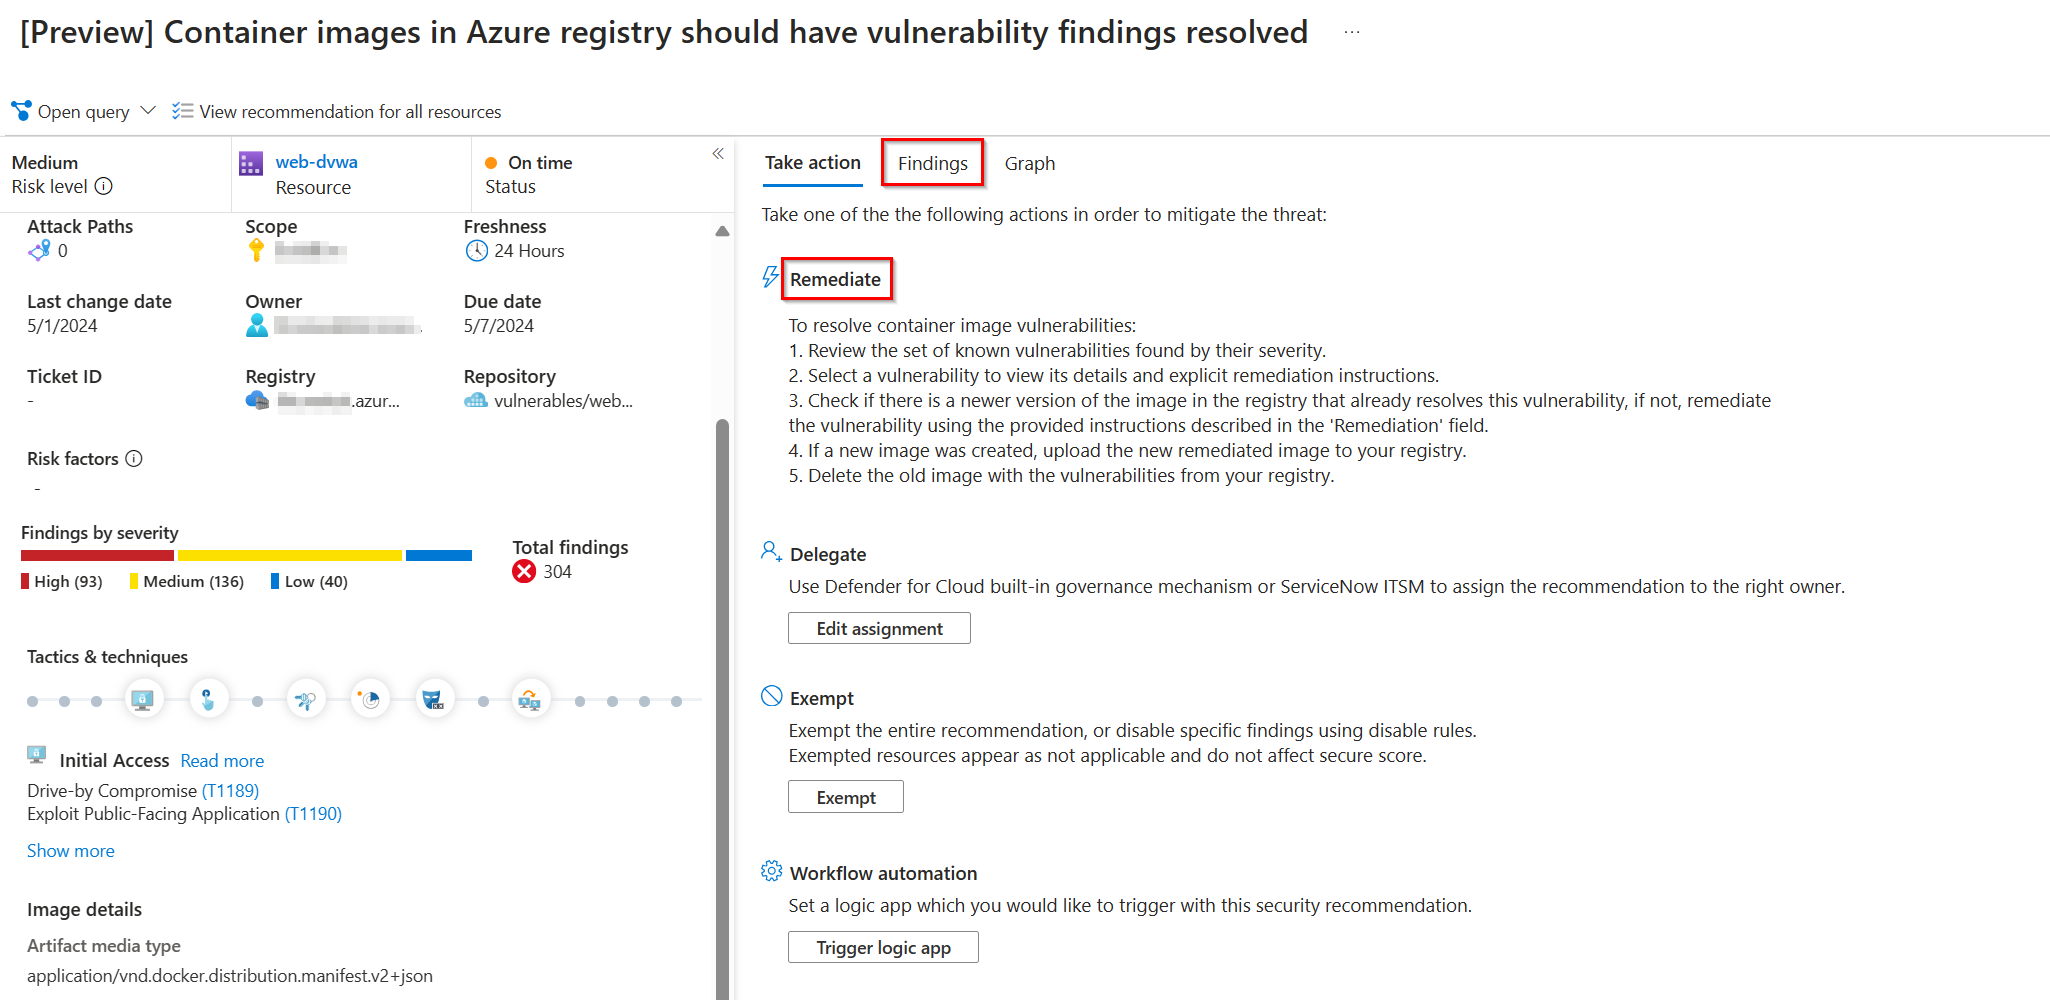 [Preview] Container images in Azure registry should have vulnerability findings resolved ...
Open query
View recommendation for all resources
Medium
Risk level
web-dvwa
Resource
On time
Status
Attack Paths
0
Scope
Freshness
24 Hours
Last change date
5/1/2024
Owner
Due date
5/7/2024
Ticket ID
-
Registry
.azur...
Repository
vulnerables/web...
Risk factors
-
Findings by severity
High (93)
Medium (136)
Low (40)
Total findings
304
Tactics & techniques
Initial Access Read more
Drive-by Compromise (T1189)
Exploit Public-Facing Application (T1190)
Show more
Image details
Artifact media type
application/vnd.docker.distribution.manifest.v2+json
Take action
Findings
Graph
Take one of the the following actions in order to mitigate the threat:
Remediate
To resolve container image vulnerabilities:
1. Review the set of known vulnerabilities found by their severity.
2. Select a vulnerability to view its details and explicit remediation instructions.
3. Check if there is a newer version of the image in the registry that already resolves this vulnerability, if not, remediate
the vulnerability using the provided instructions described in the 'Remediation' field.
4. If a new image was created, upload the new remediated image to your registry.
5. Delete the old image with the vulnerabilities from your registry.
Delegate
Use Defender for Cloud built-in governance mechanism or ServiceNow ITSM to assign the recommendation to the right owner.
Edit assignment
Exempt
Exempt the entire recommendation, or disable specific findings using disable rules.
Exempted resources appear as not applicable and do not affect secure score.
Exempt
Workflow automation
Set a logic app which you would like to trigger with this security recommendation.
Trigger logic app